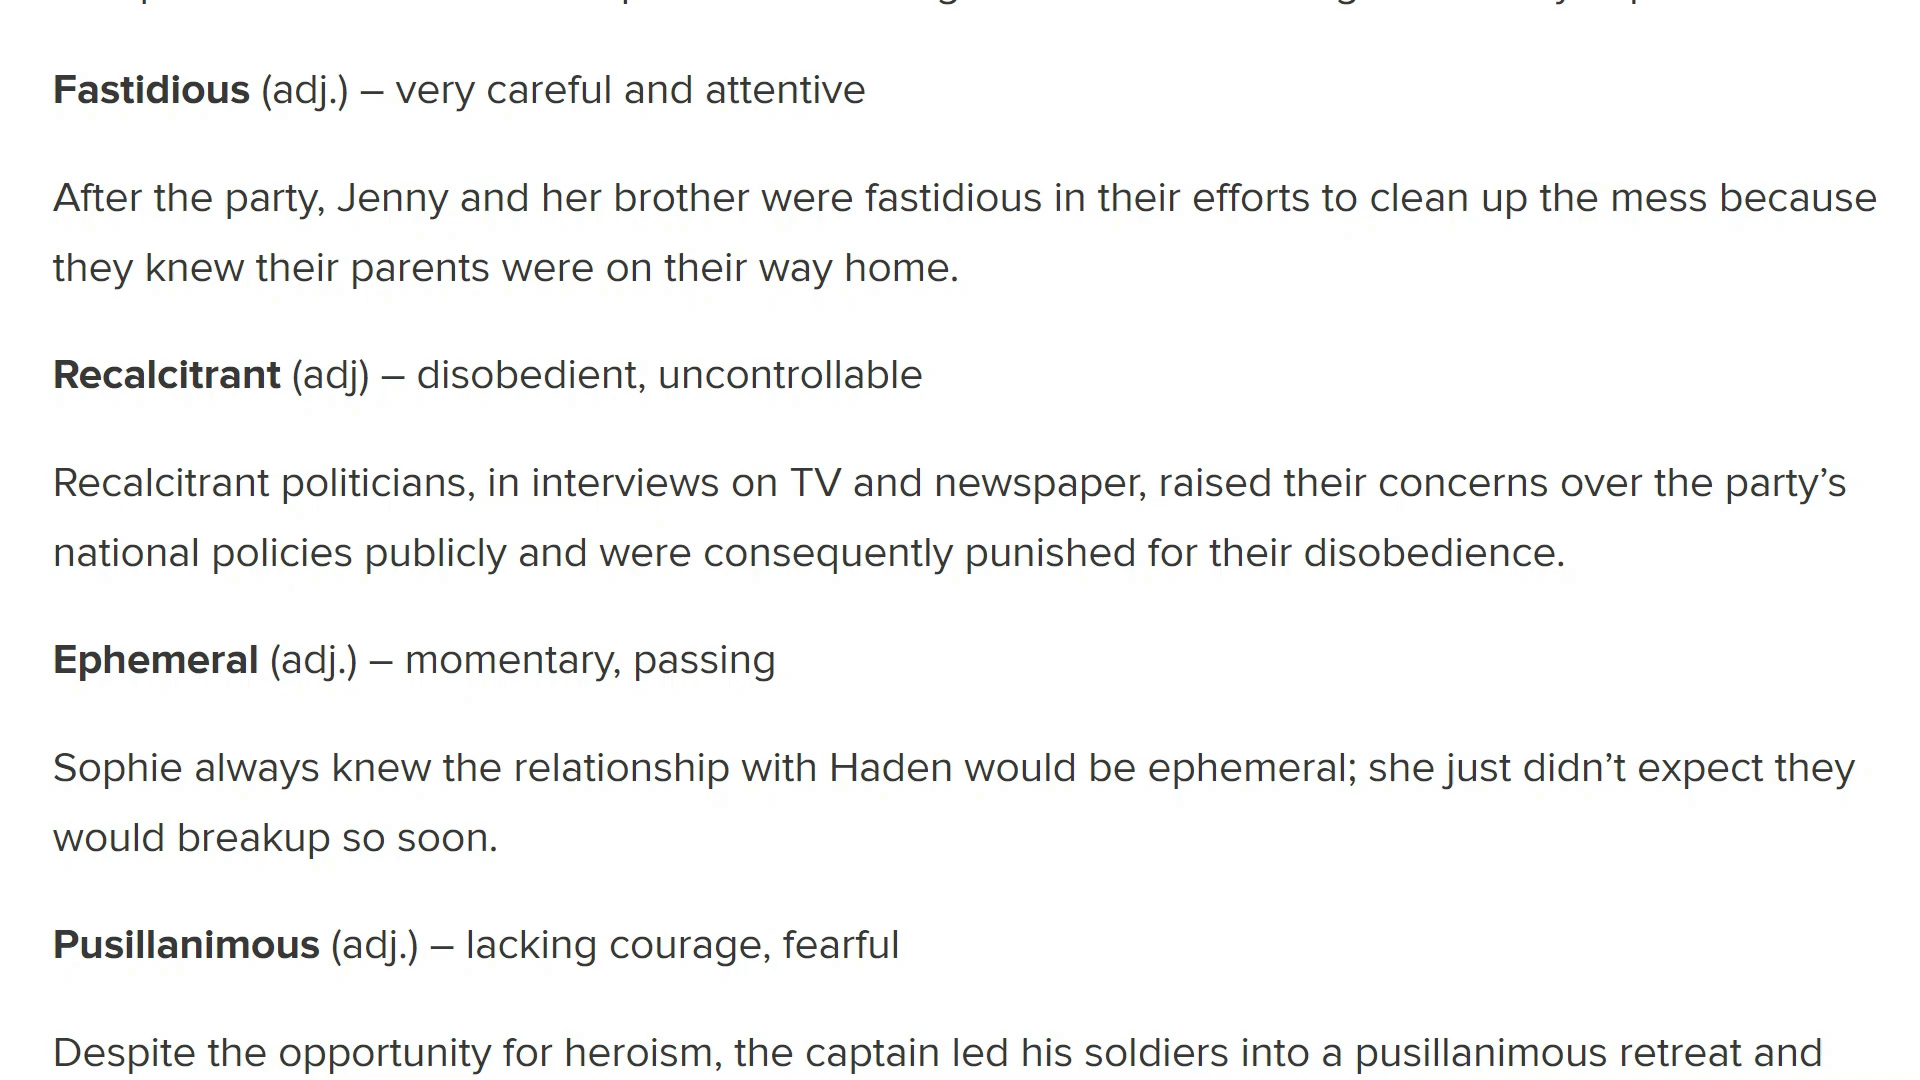 Fastidious (adj.) – very careful and attentive
After the party, Jenny and her brother were fastidious in their efforts to clean up the mess because
they knew their parents were on their way home.
Recalcitrant (adj) – disobedient, uncontrollable
Recalcitrant politicians, in interviews on TV and newspaper, raised their concerns over the party’s
national policies publicly and were consequently punished for their disobedience.
Ephemeral (adj.) – momentary, passing
Sophie always knew the relationship with Haden would be ephemeral; she just didn’t expect they
would breakup so soon.
Pusillanimous (adj.) – lacking courage, fearful
Despite the opportunity for heroism, the captain led his soldiers into a pusillanimous retreat and